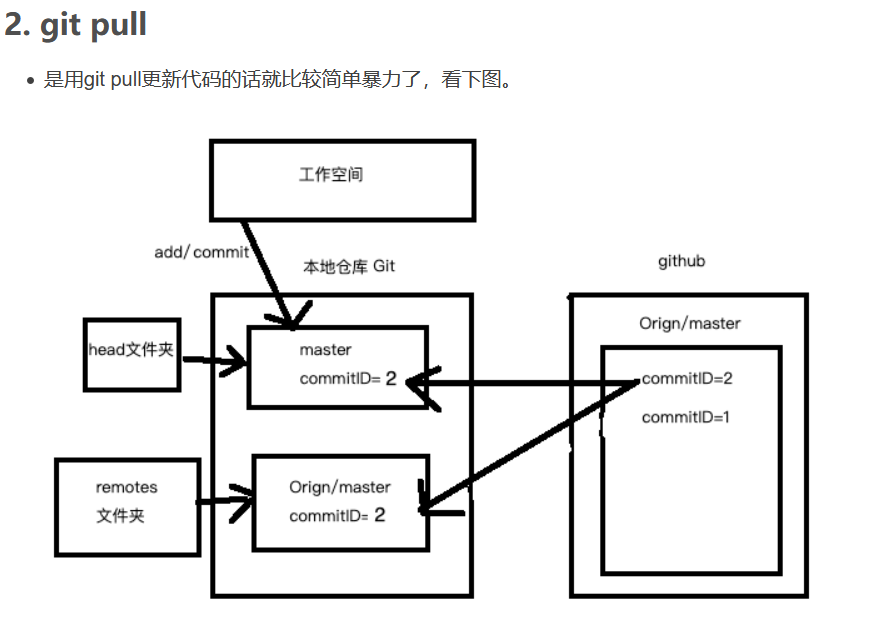 2. git pull
是用git pull更新代码的话就比较简单暴力了，看下图。
工作空间
add/commit
本地仓库 Git
github
Orign/master
head文件夹
master
commitID= 2
commitID=2
commitID=1
remotes
文件夹
Orign/master
commitID= 2